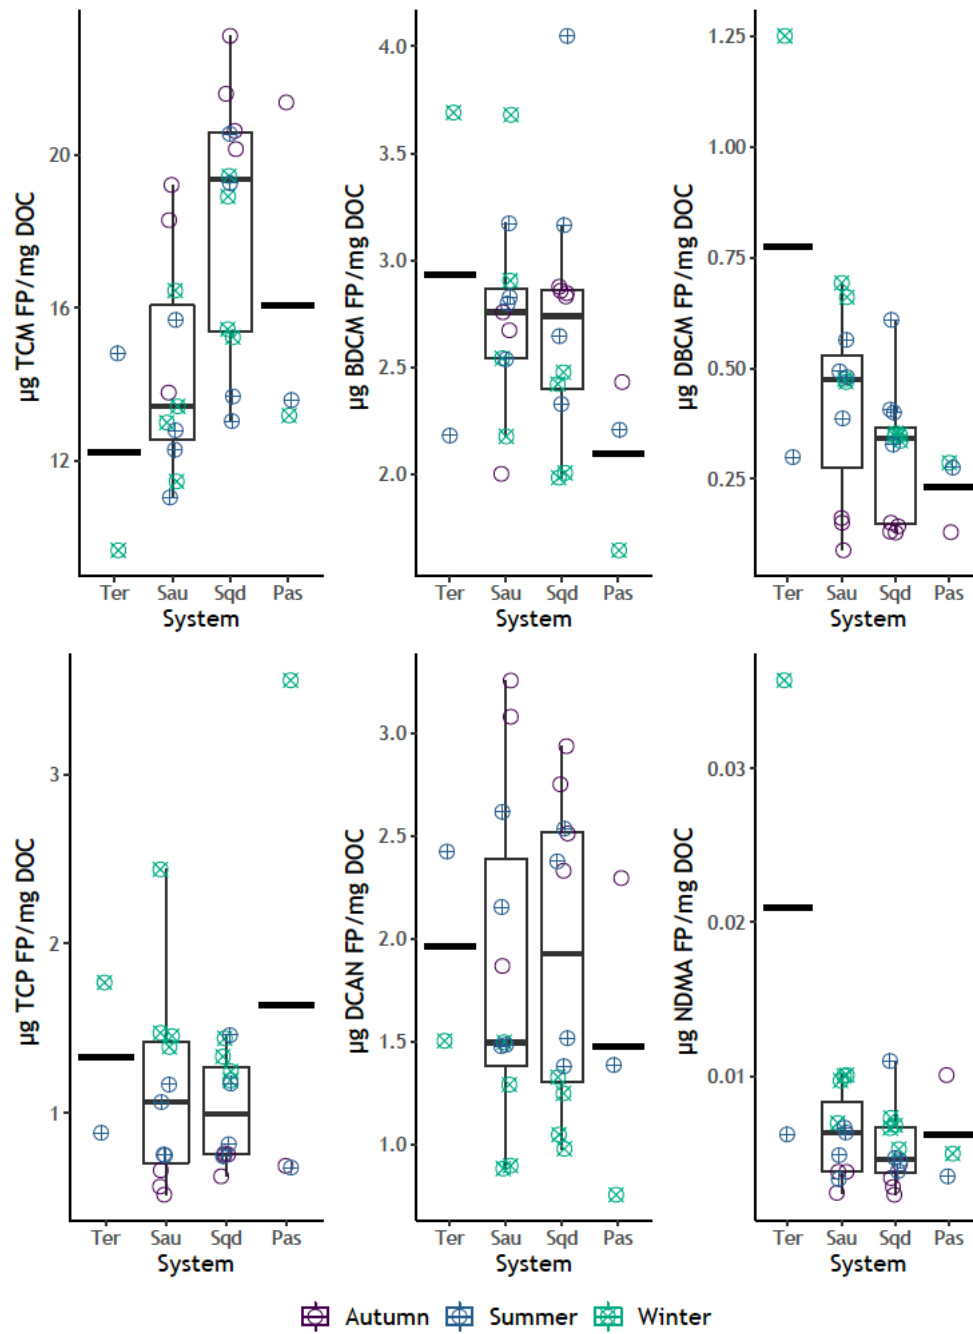 µg TCM FP/mg DOC
20
16
12
Ter Sau Sqd Pas
System
µg BDCM FP/mg DOC
4.0
3.5
3.0
2.5
2.0
Ter Sau Sqd Pas
System
µg DBCM FP/mg DOC
1.25
1.00
0.75
0.50
0.25
Ter Sau Sqd Pas
System
µg TCP FP/mg DOC
3
2
1
Ter Sau Sqd Pas
System
µg DCAN FP/mg DOC
3.0
2.5
2.0
1.5
1.0
Ter Sau Sqd Pas
System
µg NDMA FP/mg DOC
0.03
0.02
0.01
Ter Sau Sqd Pas
System
Autumn Summer Winter